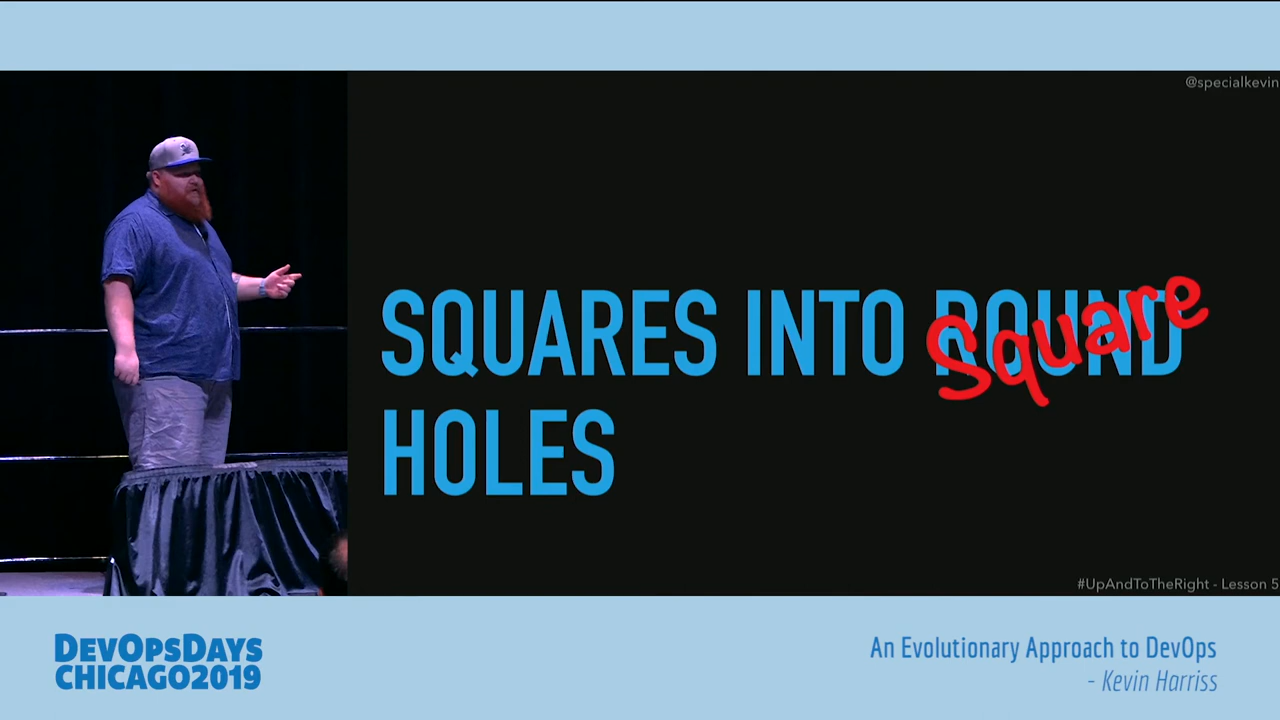 @specialkevin
SQUARES INTO ROUND Square
HOLES
#UpAndToTheRight - Lesson 5
DEVOPSDAYS
CHICAGO2019
An Evolutionary Approach to DevOps
- Kevin Harriss